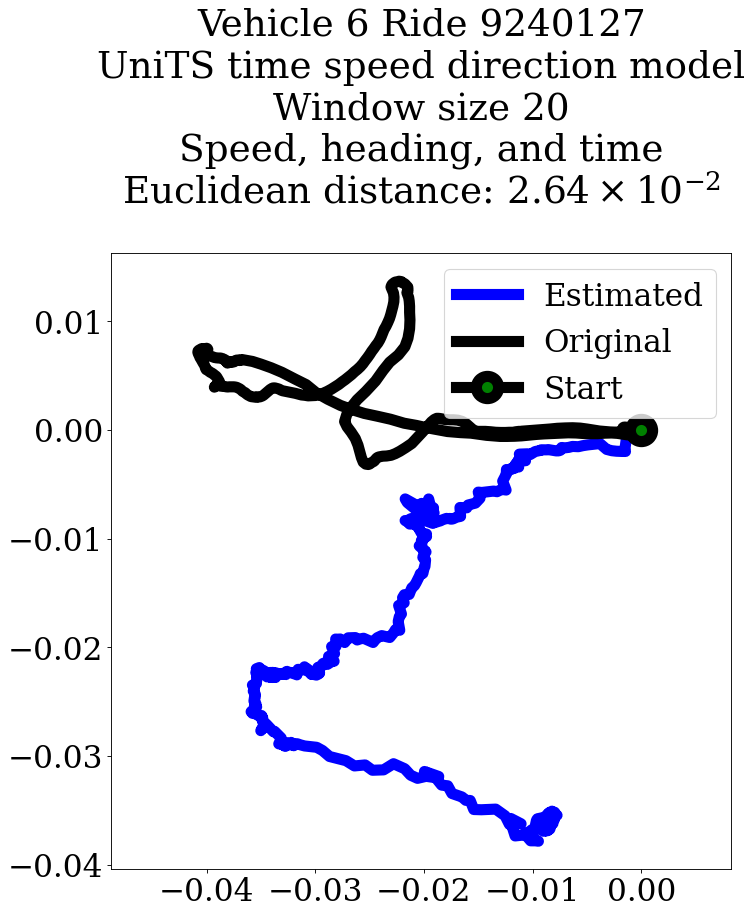 Vehicle 6 Ride 9240127
UniTS time speed direction model
Window size 20
Speed, heading, and time
Euclidean distance: 2.64 × 10⁻²
Estimated
Original
Start
0.01
0.00
−0.01
−0.02
−0.03
−0.04
−0.04 −0.03 −0.02 −0.01 0.00